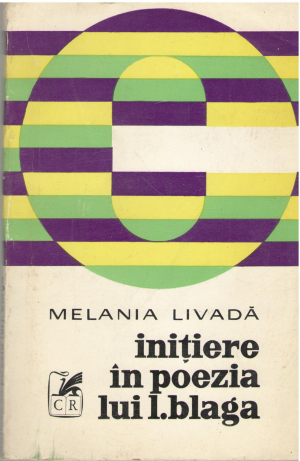 MELANIA LIVADĂ
inițiere
în poezia
lui l.blaga
CR